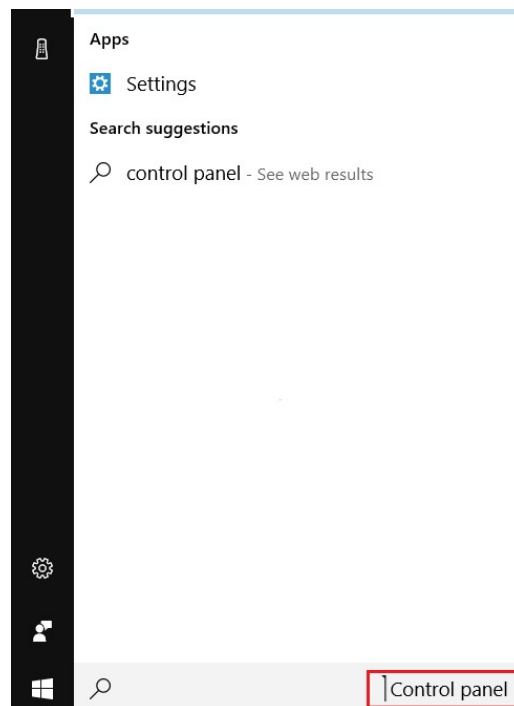 Apps
Settings
Search suggestions
control panel - See web results
Control panel